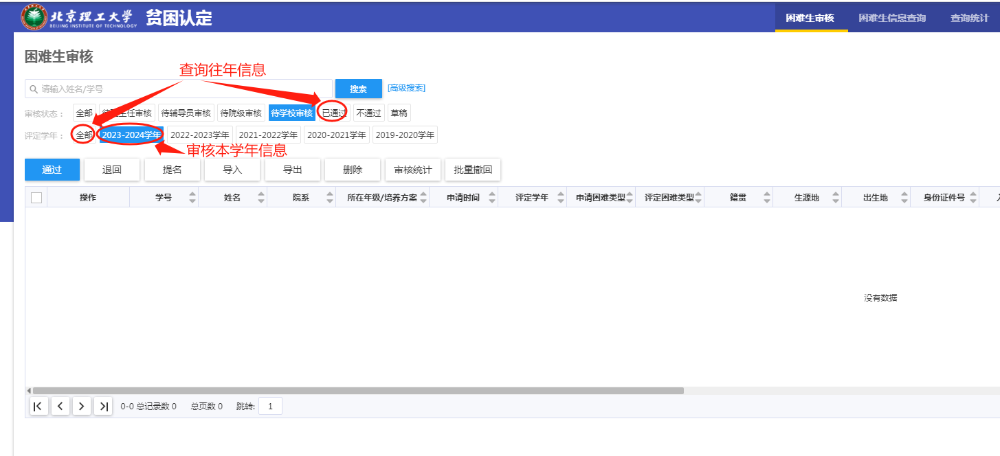 北京理工大学 贫困认定 困难生审核 困难生信息查询 查询统计
BEIJING INSTITUTE OF TECHNOLOGY
困难生审核
查询往年信息
请输入姓名/学号 搜索 [高级搜索]
审核状态： 全部 待班主任审核 待辅导员审核 待院级审核 待学校审核 已通过 不通过 草稿
评定学年： 全部 2023-2024学年 2022-2023学年 2021-2022学年 2020-2021学年 2019-2020学年
审核本学年信息
通过 退回 提名 导入 导出 删除 审核统计 批量撤回
操作 学号 姓名 院系 所在年级/培养方案 申请时间 评定学年 申请困难类型 评定困难类型 籍贯 生源地 出生地 身份证件号
没有数据
0-0 总记录数 0 总页数 0 跳转: 1